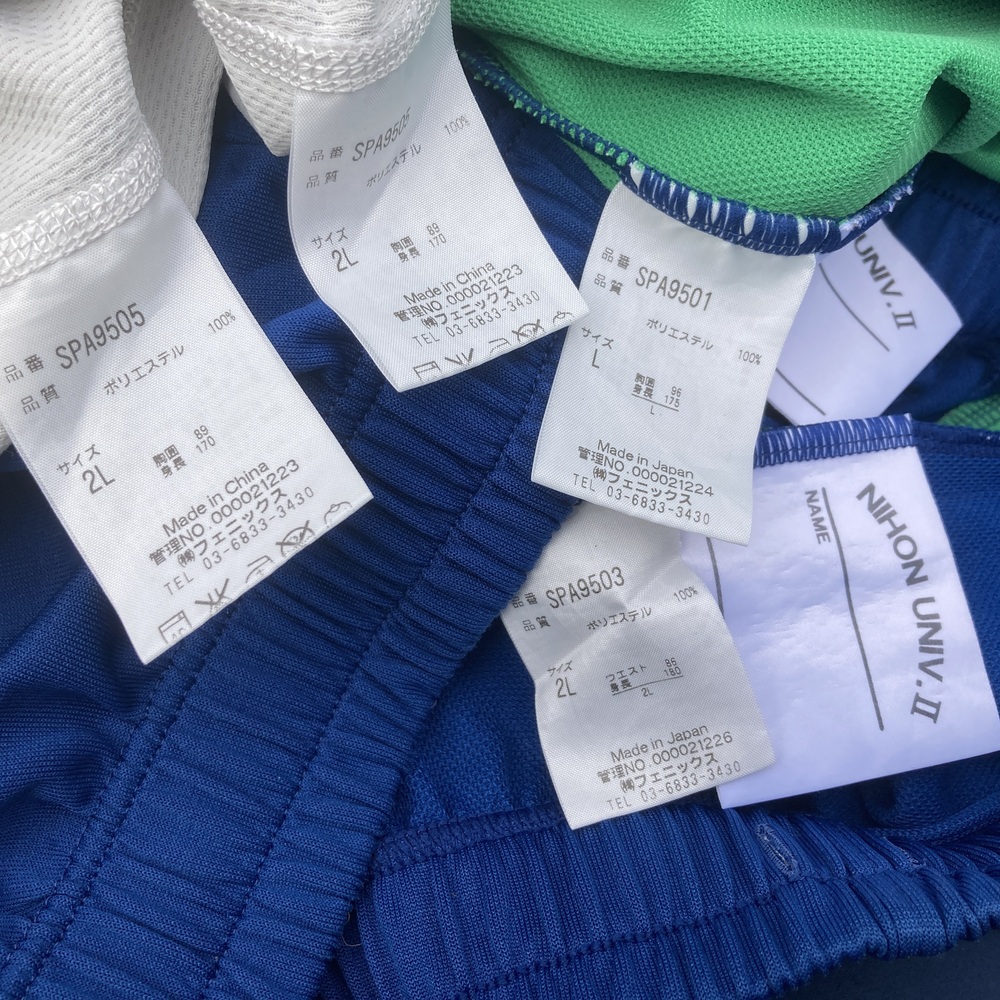 品番 SPA9505
品質 ポリエステル 100%
サイズ
2L
胸囲 89
身長 170
Made in China
管理NO.000021223
㈱フェニックス
TEL 03-6833-3430
品番 SPA9505
品質 ポリエステル 100%
サイズ
2L
胸囲 89
身長 170
Made in China
管理NO.000021223
㈱フェニックス
TEL 03-6833-3430
品番 SPA9501
品質 ポリエステル 100%
サイズ
L
胸囲 96
身長 175
L
Made in Japan
管理NO.000021224
㈱フェニックス
TEL 03-6833-3430
UNIV.II
品番 SPA9503
品質 ポリエステル 100%
サイズ
2L
ウエスト 86
身長 180
2L
Made in Japan
管理NO.000021226
㈱フェニックス
TEL 03-6833-3430
NIHON UNIV.II
NAME